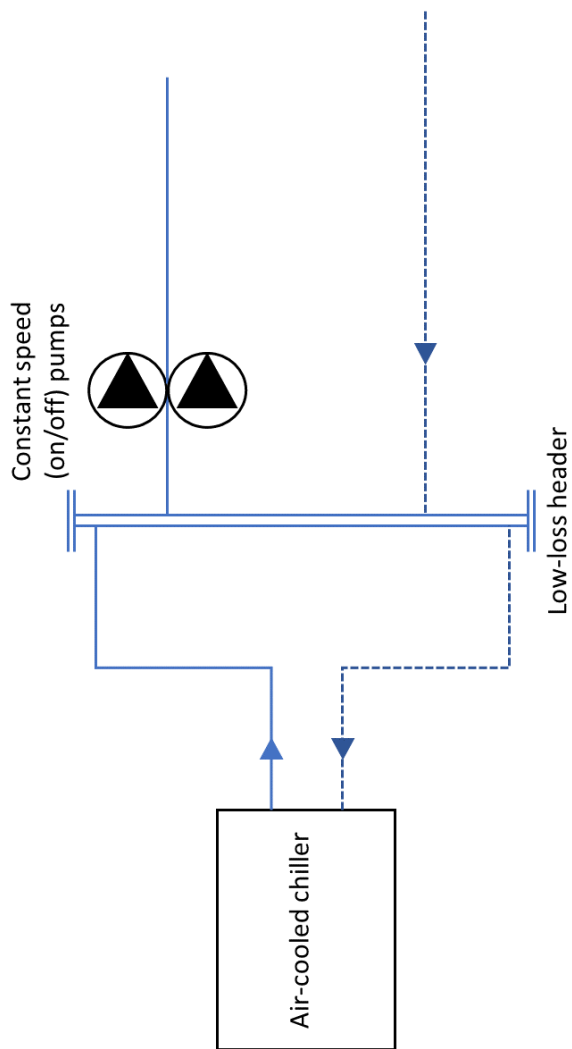 Constant speed
(on/off) pumps
Low-loss header
Air-cooled chiller